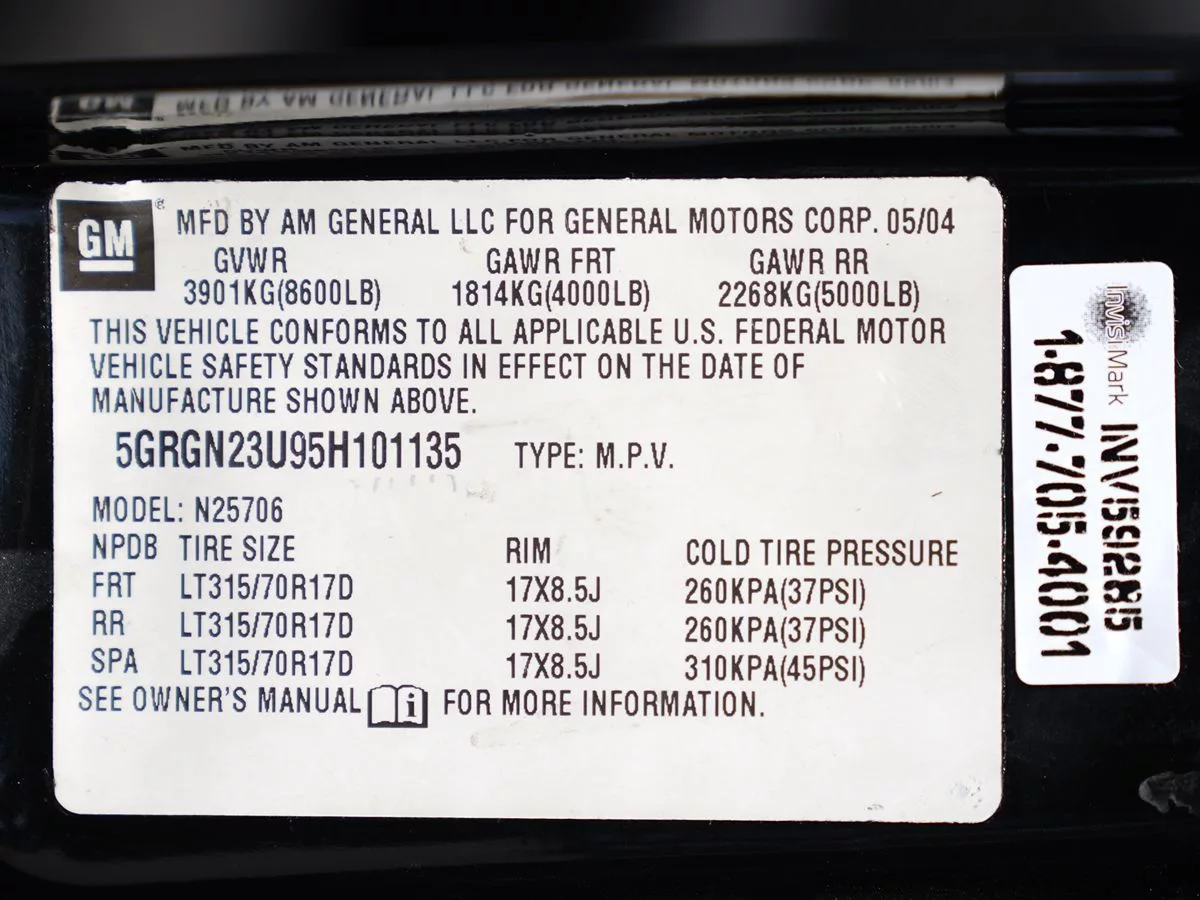 GM ® MFD BY AM GENERAL LLC FOR GENERAL MOTORS CORP. 05/04
GVWR GAWR FRT GAWR RR
3901KG(8600LB) 1814KG(4000LB) 2268KG(5000LB)
THIS VEHICLE CONFORMS TO ALL APPLICABLE U.S. FEDERAL MOTOR
VEHICLE SAFETY STANDARDS IN EFFECT ON THE DATE OF
MANUFACTURE SHOWN ABOVE.
5GRGN23U95H101135 TYPE: M.P.V.
MODEL: N25706
NPDB TIRE SIZE RIM COLD TIRE PRESSURE
FRT LT315/70R17D 17X8.5J 260KPA(37PSI)
RR LT315/70R17D 17X8.5J 260KPA(37PSI)
SPA LT315/70R17D 17X8.5J 310KPA(45PSI)
SEE OWNER'S MANUAL i FOR MORE INFORMATION.
InvisiMark INV59285
1.877.705.4001